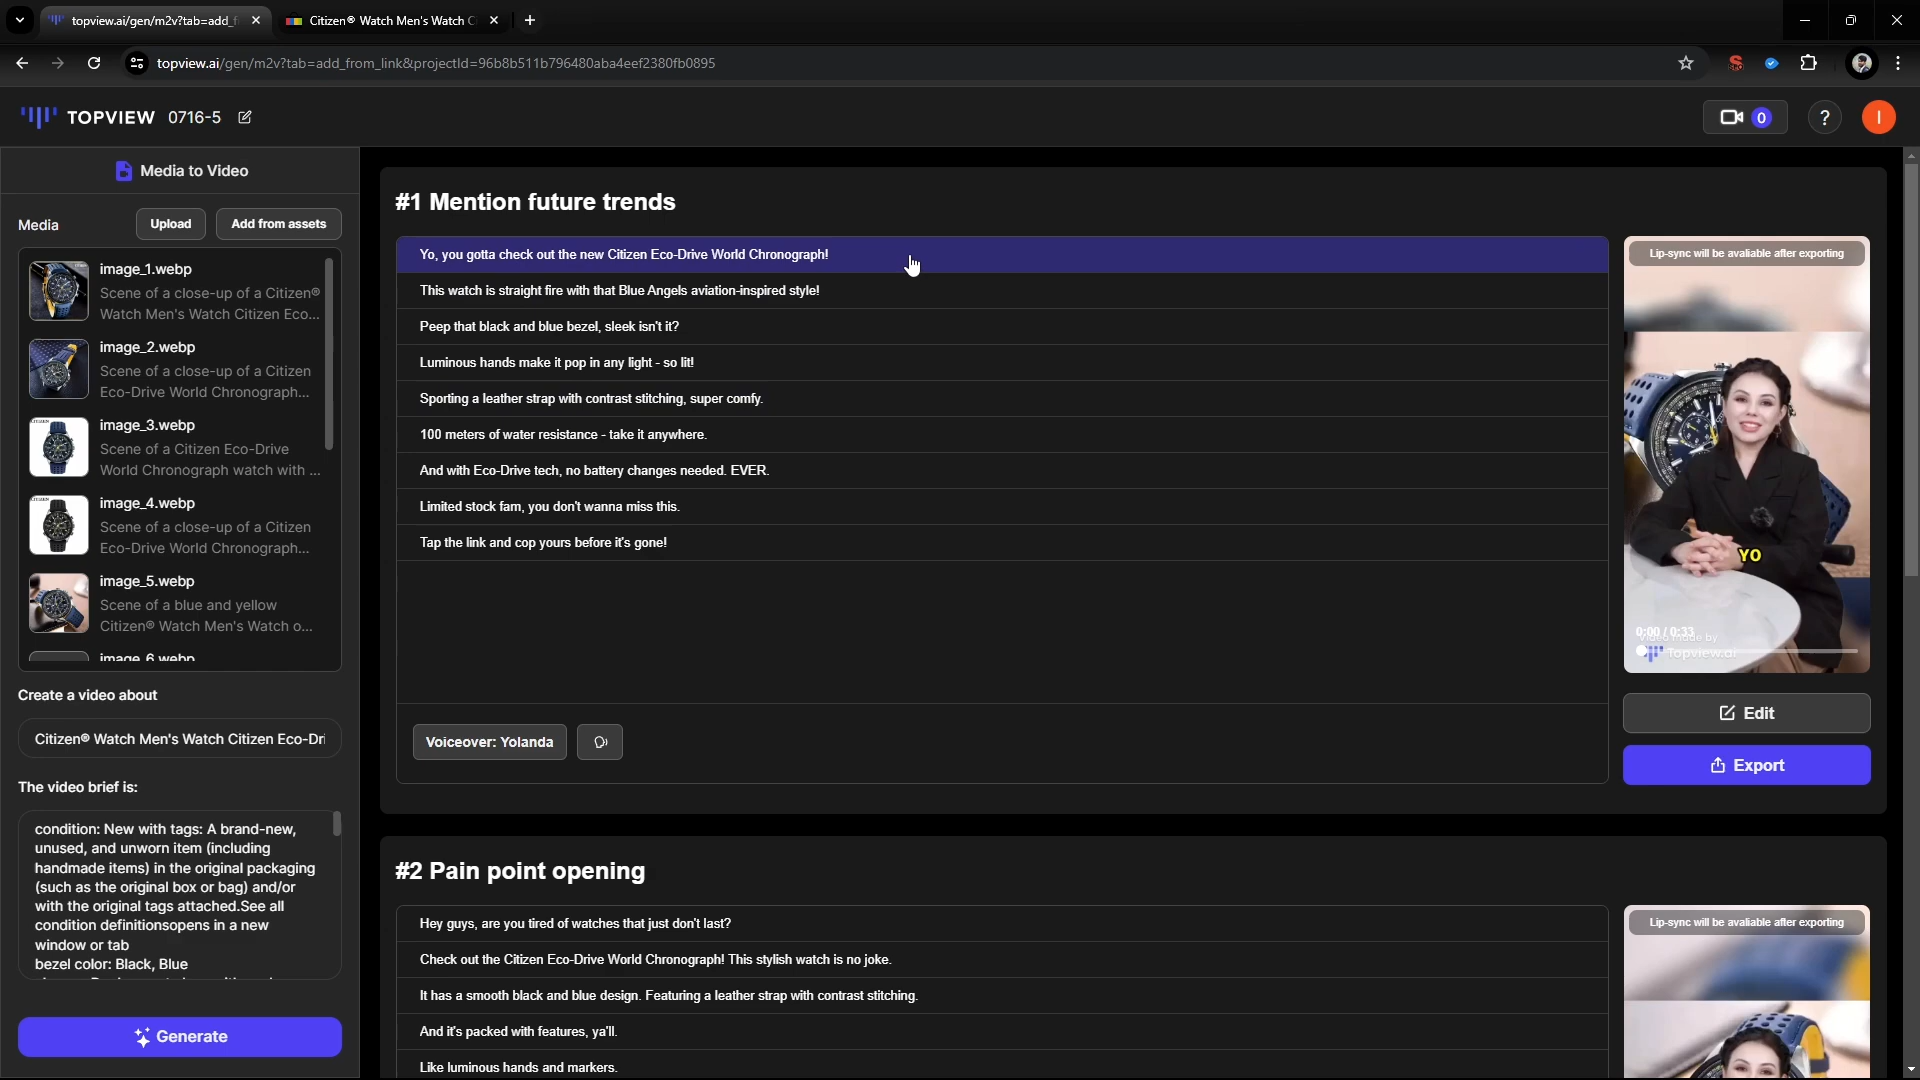 topview.ai/gen/m2v?tab=add_f
Citizen® Watch Men's Watch C
topview.ai/gen/m2v?tab=add_from_link&projectId=96b8b511b796480aba4eef2380fb0895
TOPVIEW 0716-5
0
?
I
Media to Video
Media
Upload
Add from assets
image_1.webp
Scene of a close-up of a Citizen®
Watch Men's Watch Citizen Eco...
image_2.webp
Scene of a close-up of a Citizen
Eco-Drive World Chronograph...
image_3.webp
Scene of a Citizen Eco-Drive
World Chronograph watch with ...
image_4.webp
Scene of a close-up of a Citizen
Eco-Drive World Chronograph...
image_5.webp
Scene of a blue and yellow
Citizen® Watch Men's Watch o...
image_6.webp
Create a video about
Citizen® Watch Men's Watch Citizen Eco-Dri
The video brief is:
condition: New with tags: A brand-new,
unused, and unworn item (including
handmade items) in the original packaging
(such as the original box or bag) and/or
with the original tags attached.See all
condition definitionsopens in a new
window or tab
bezel color: Black, Blue
Generate
#1 Mention future trends
Yo, you gotta check out the new Citizen Eco-Drive World Chronograph!
This watch is straight fire with that Blue Angels aviation-inspired style!
Peep that black and blue bezel, sleek isn't it?
Luminous hands make it pop in any light - so lit!
Sporting a leather strap with contrast stitching, super comfy.
100 meters of water resistance - take it anywhere.
And with Eco-Drive tech, no battery changes needed. EVER.
Limited stock fam, you don't wanna miss this.
Tap the link and cop yours before it's gone!
Voiceover: Yolanda
Lip-sync will be avaliable after exporting
YO
0:00 / 0:33
Video made by
Topview.ai
Edit
Export
#2 Pain point opening
Hey guys, are you tired of watches that just don't last?
Check out the Citizen Eco-Drive World Chronograph! This stylish watch is no joke.
It has a smooth black and blue design. Featuring a leather strap with contrast stitching.
And it's packed with features, ya'll.
Like luminous hands and markers.
Lip-sync will be avaliable after exporting